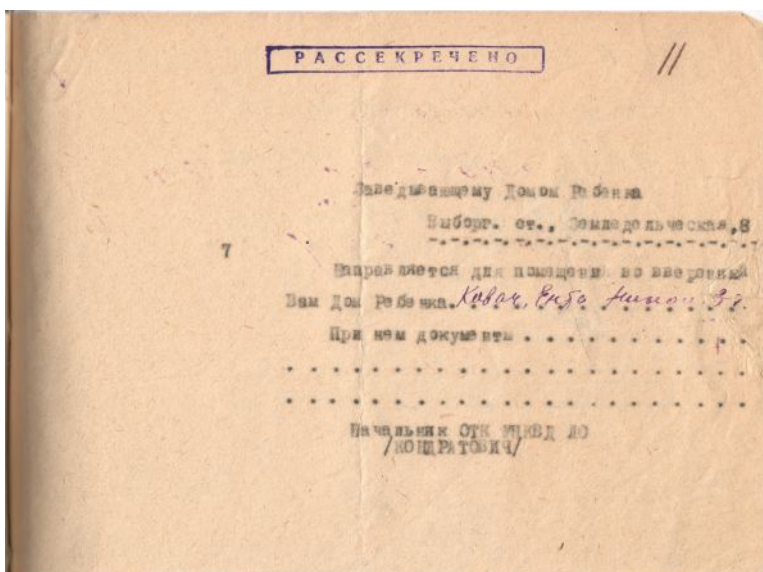 РАССЕКРЕЧЕНО
11
Заведывающему Домом Ребенка
Выборг. ст., Земледельческая,8
7
Направляется для помещения во вверенный
Вам Дом Ребенка. Ковач,
При нем документы . . . . . . . . . . .
Начальник ОТК УНКВД ЛО
/КОНДРАТОВИЧ/